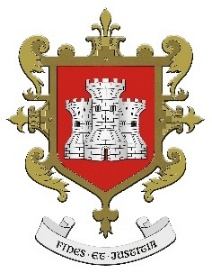 FIDES · ET · JUSTITIA